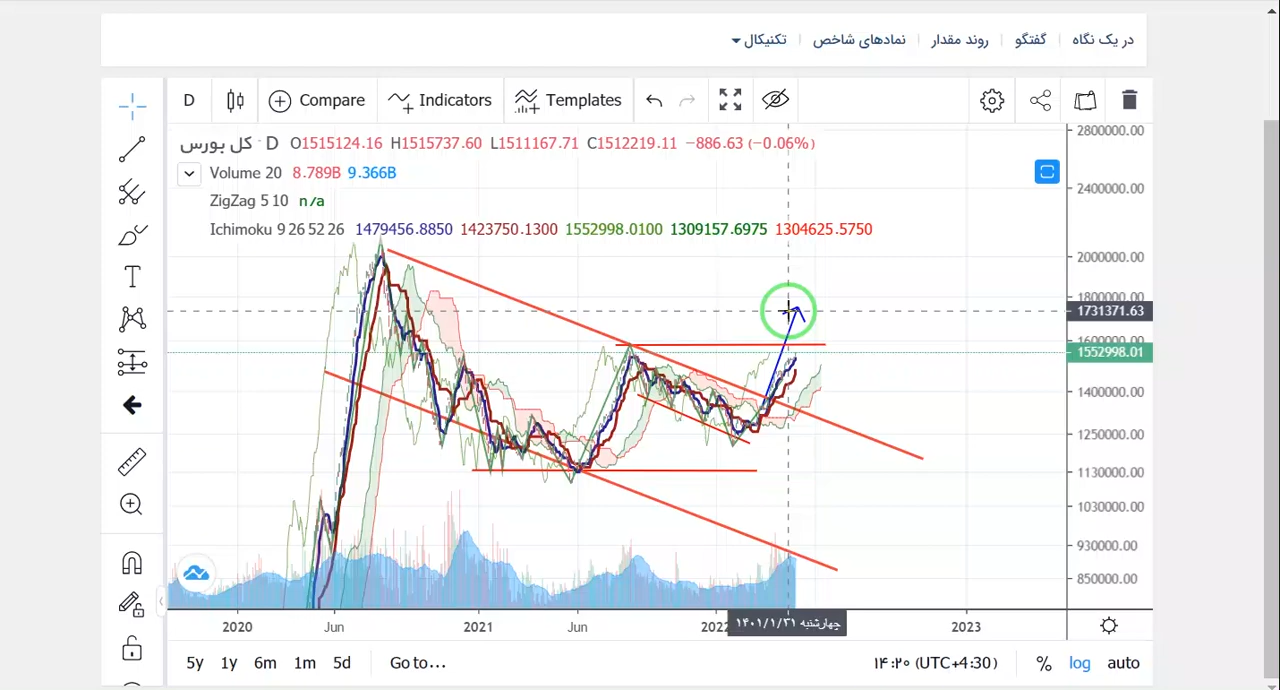 در یک نگاه گفتگو روند مقدار نمادهای شاخص تکنیکال
D Compare Indicators Templates
کل بورس · D O1515124.16 H1515737.60 L1511167.71 C1512219.11 −886.63 (−0.06%)
Volume 20 8.789B 9.366B
ZigZag 5 10 n/a
Ichimoku 9 26 52 26 1479456.8850 1423750.1300 1552998.0100 1309157.6975 1304625.5750
2800000.00
2400000.00
2000000.00
1800000.00
1731371.63
1600000.00
1552998.01
1400000.00
1250000.00
1130000.00
1030000.00
930000.00
850000.00
2020 Jun 2021 Jun 2022 چهارشنبه ۱۴۰۱/۱/۳۱ 2023
5y 1y 6m 1m 5d Go to... ۱۴:۲۰ (UTC+4:30) % log auto